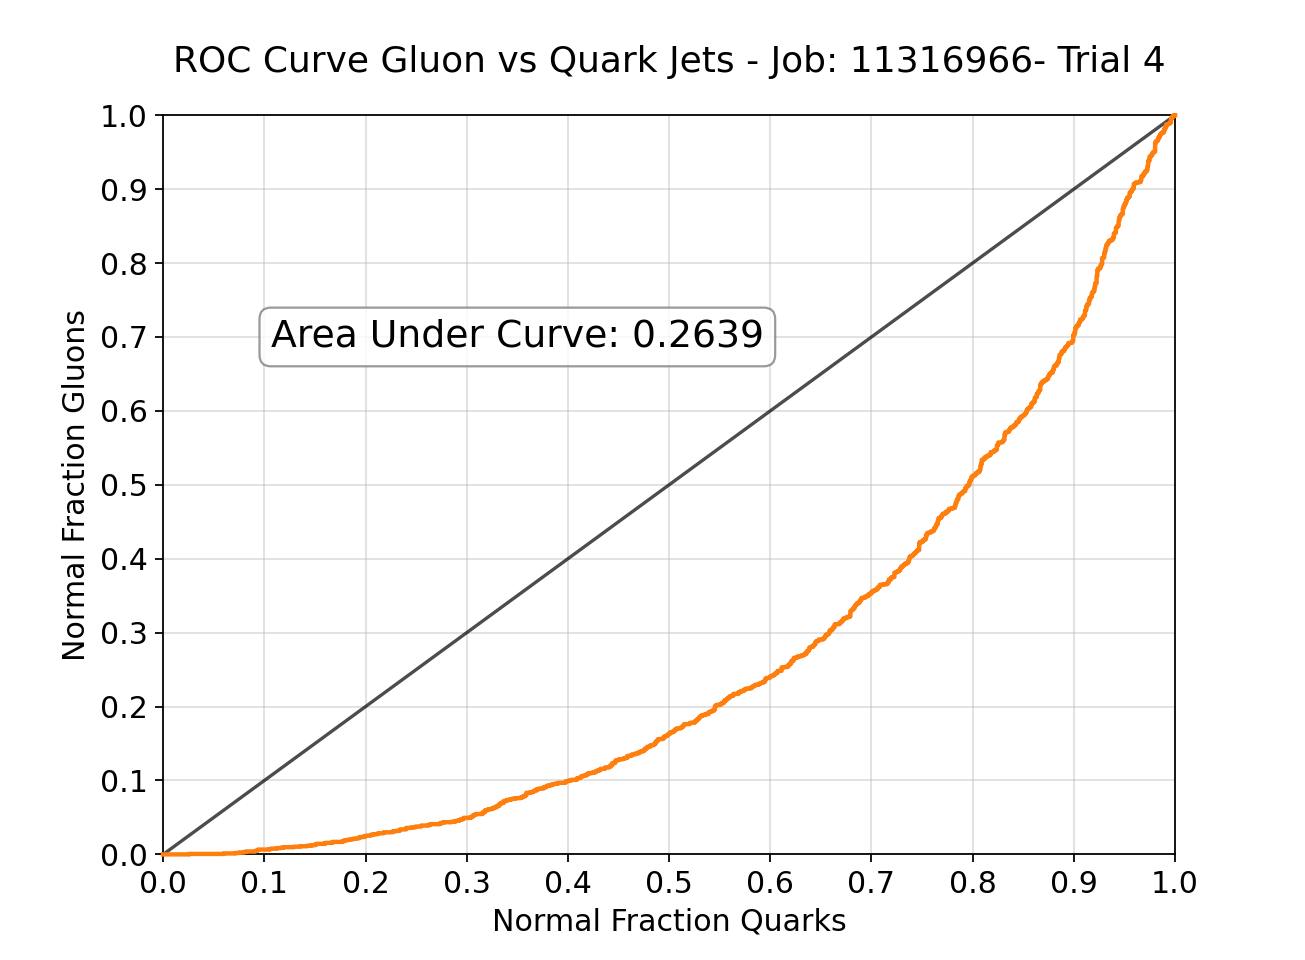 ROC Curve Gluon vs Quark Jets - Job: 11316966- Trial 4
1.0
0.9
0.8
0.7
0.6
0.5
0.4
0.3
0.2
0.1
0.0
Normal Fraction Gluons
Area Under Curve: 0.2639
0.0 0.1 0.2 0.3 0.4 0.5 0.6 0.7 0.8 0.9 1.0
Normal Fraction Quarks